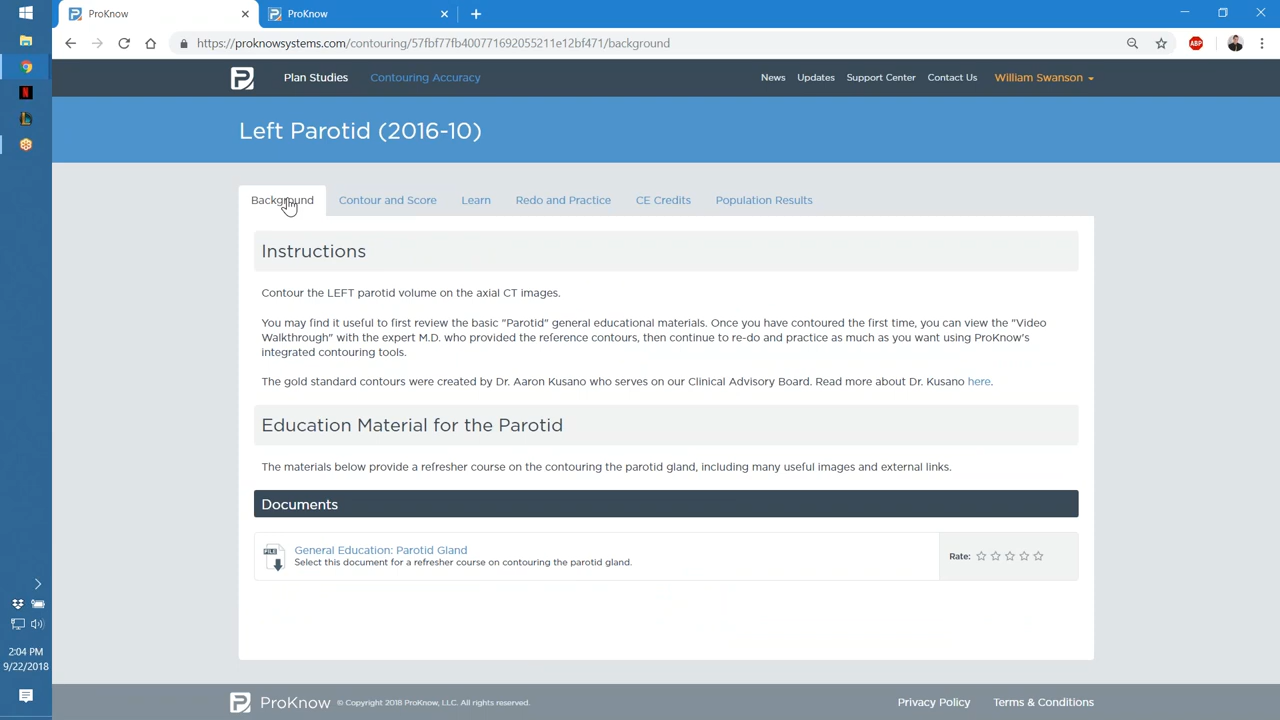 ProKnow
ProKnow
https://proknowsystems.com/contouring/57fbf77fb400771692055211e12bf471/background
ABP
Plan Studies
Contouring Accuracy
News
Updates
Support Center
Contact Us
William Swanson
Left Parotid (2016-10)
Background
Contour and Score
Learn
Redo and Practice
CE Credits
Population Results
Instructions
Contour the LEFT parotid volume on the axial CT images.
You may find it useful to first review the basic "Parotid" general educational materials. Once you have contoured the first time, you can view the "Video
Walkthrough" with the expert M.D. who provided the reference contours, then continue to re-do and practice as much as you want using ProKnow's
integrated contouring tools.
The gold standard contours were created by Dr. Aaron Kusano who serves on our Clinical Advisory Board. Read more about Dr. Kusano here.
Education Material for the Parotid
The materials below provide a refresher course on the contouring the parotid gland, including many useful images and external links.
Documents
FILE
General Education: Parotid Gland
Select this document for a refresher course on contouring the parotid gland.
Rate:
2:04 PM
9/22/2018
ProKnow
© Copyright 2018 ProKnow, LLC. All rights reserved.
Privacy Policy
Terms & Conditions